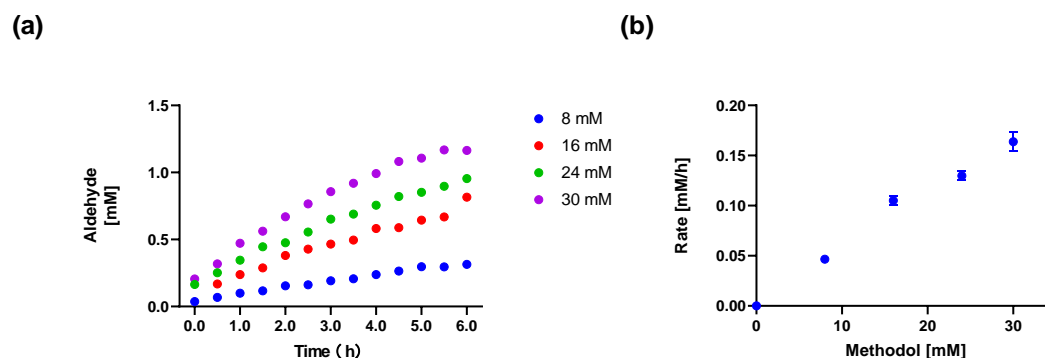 (a)
(b)
1.5
1.0
0.5
0.0
Aldehyde
[mM]
0.0 1.0 2.0 3.0 4.0 5.0 6.0
Time (h)
8 mM
16 mM
24 mM
30 mM
0.20
0.15
0.10
0.05
0.00
Rate [mM/h]
0 10 20 30
Methodol [mM]